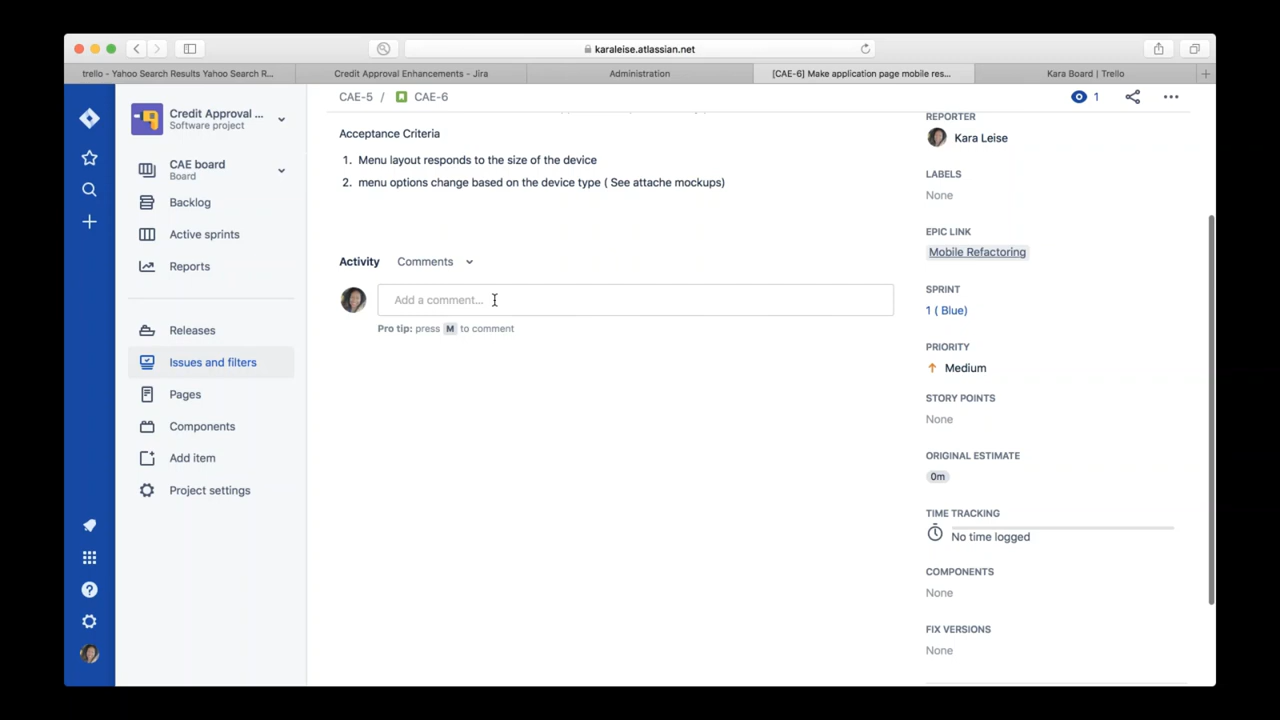 karaleise.atlassian.net
trello - Yahoo Search Results Yahoo Search R...
Credit Approval Enhancements - Jira
Administration
[CAE-6] Make application page mobile res...
Kara Board | Trello
Credit Approval ...
Software project
CAE board
Board
Backlog
Active sprints
Reports
Releases
Issues and filters
Pages
Components
Add item
Project settings
CAE-5 / CAE-6
1
Acceptance Criteria
1. Menu layout responds to the size of the device
2. menu options change based on the device type ( See attache mockups)
Activity Comments
Add a comment...
Pro tip: press M to comment
REPORTER
Kara Leise
LABELS
None
EPIC LINK
Mobile Refactoring
SPRINT
1 ( Blue)
PRIORITY
Medium
STORY POINTS
None
ORIGINAL ESTIMATE
0m
TIME TRACKING
No time logged
COMPONENTS
None
FIX VERSIONS
None